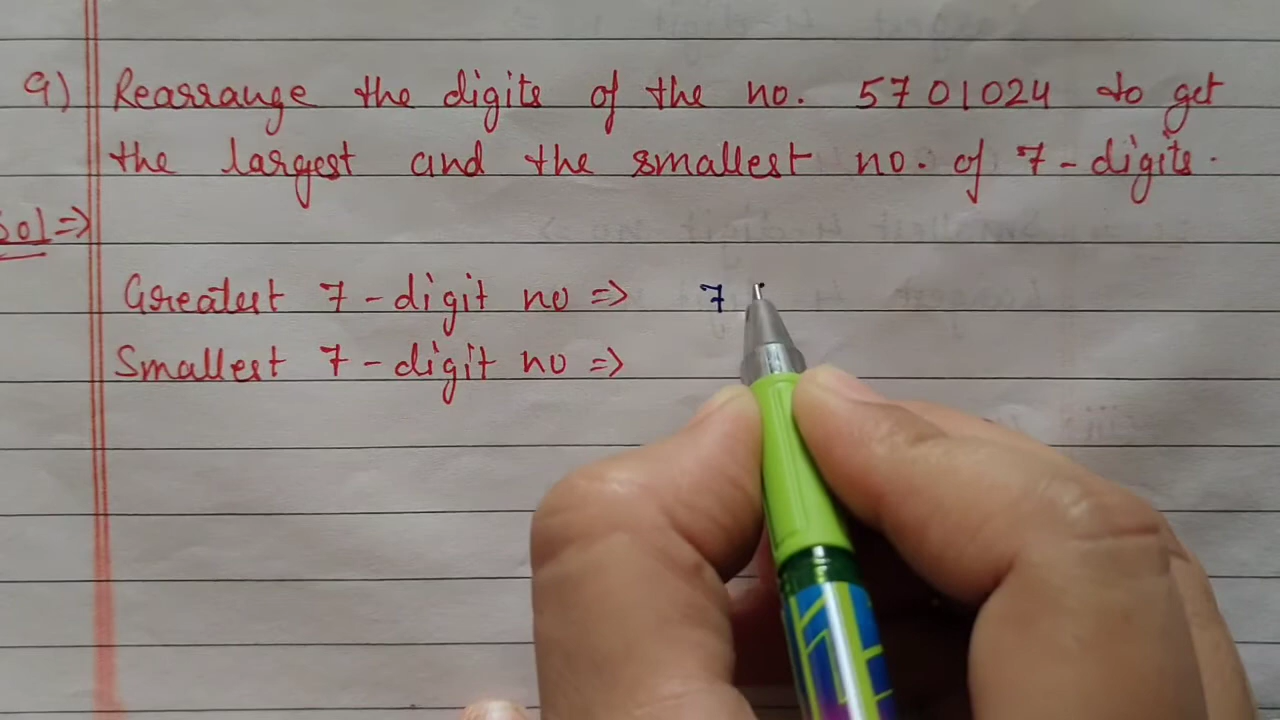 9) Rearrange the digits of the no. 5701024 to get
the largest and the smallest no. of 7-digits.
Sol =>
Greatest 7-digit no => 7
Smallest 7-digit no =>